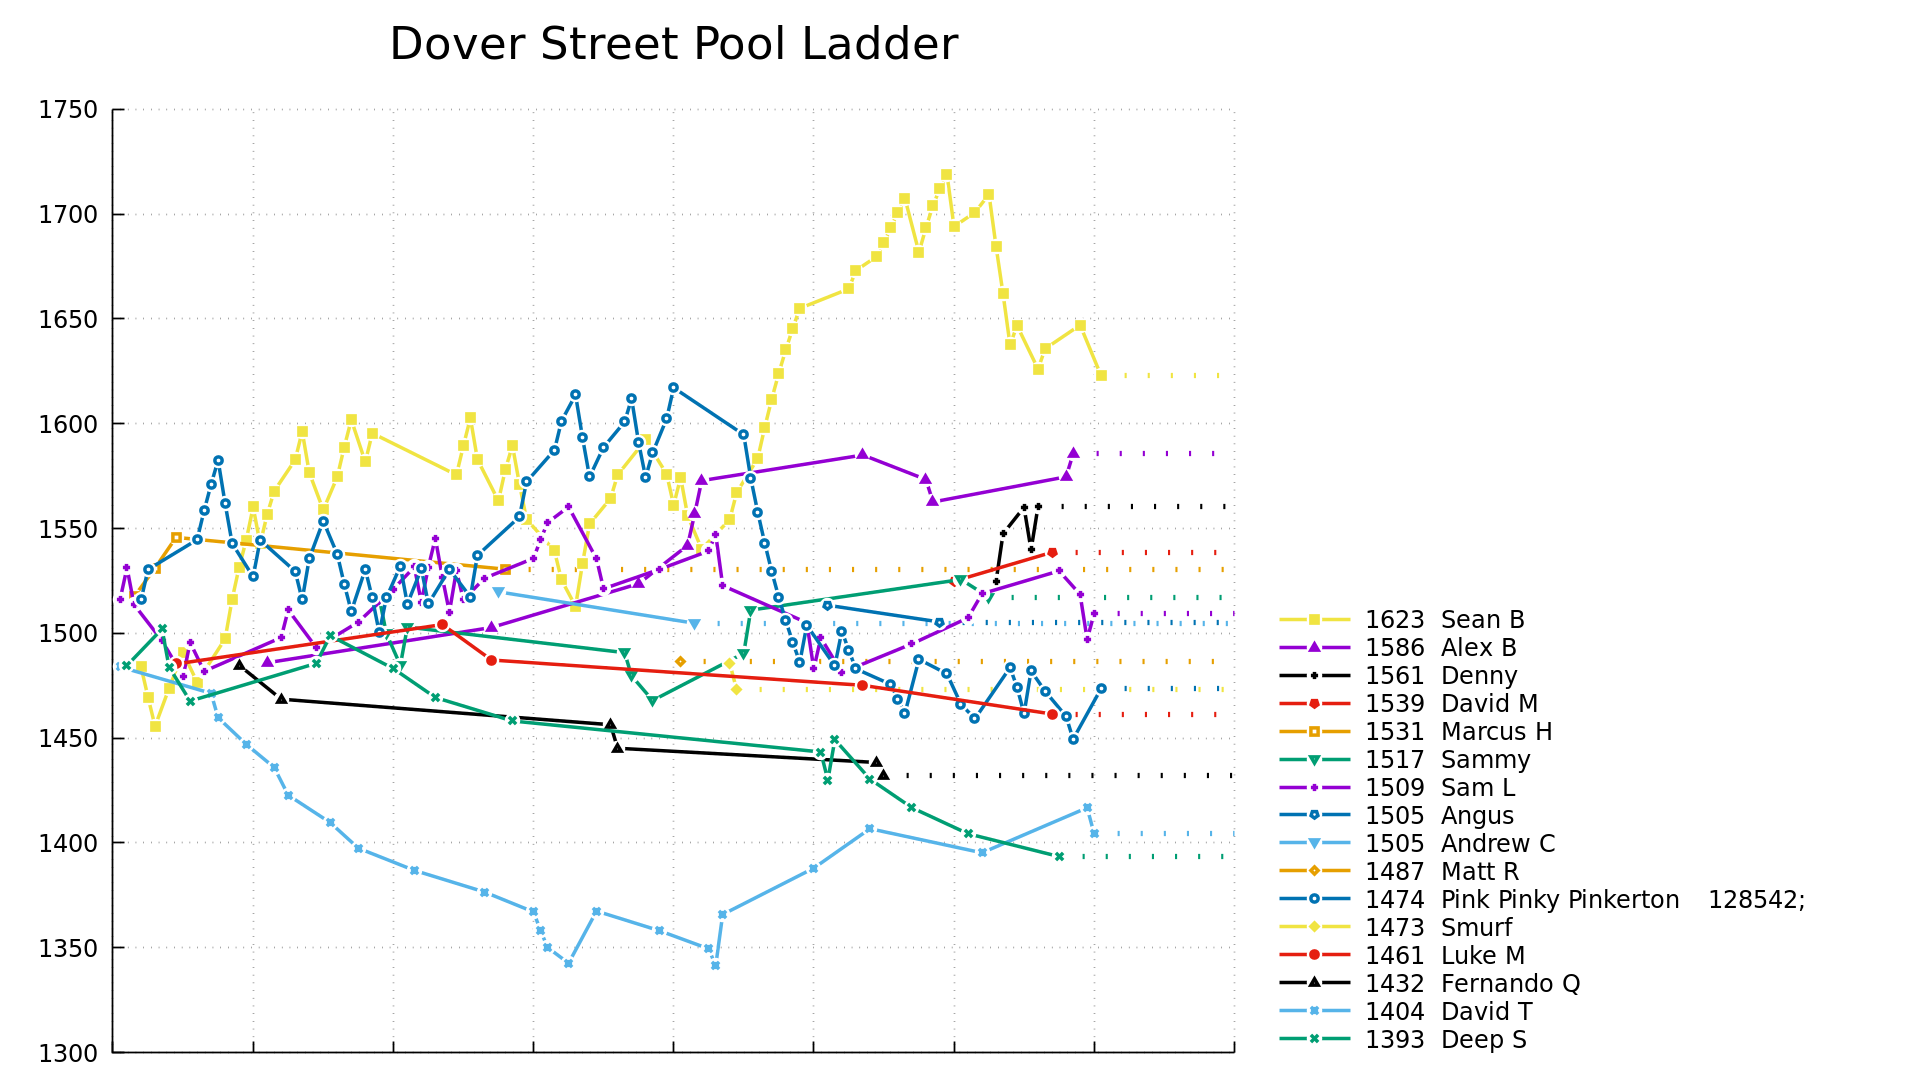 Dover Street Pool Ladder
1750
1700
1650
1600
1550
1500
1450
1400
1350
1300
1623 Sean B
1586 Alex B
1561 Denny
1539 David M
1531 Marcus H
1517 Sammy
1509 Sam L
1505 Angus
1505 Andrew C
1487 Matt R
1474 Pink Pinky Pinkerton 128542;
1473 Smurf
1461 Luke M
1432 Fernando Q
1404 David T
1393 Deep S